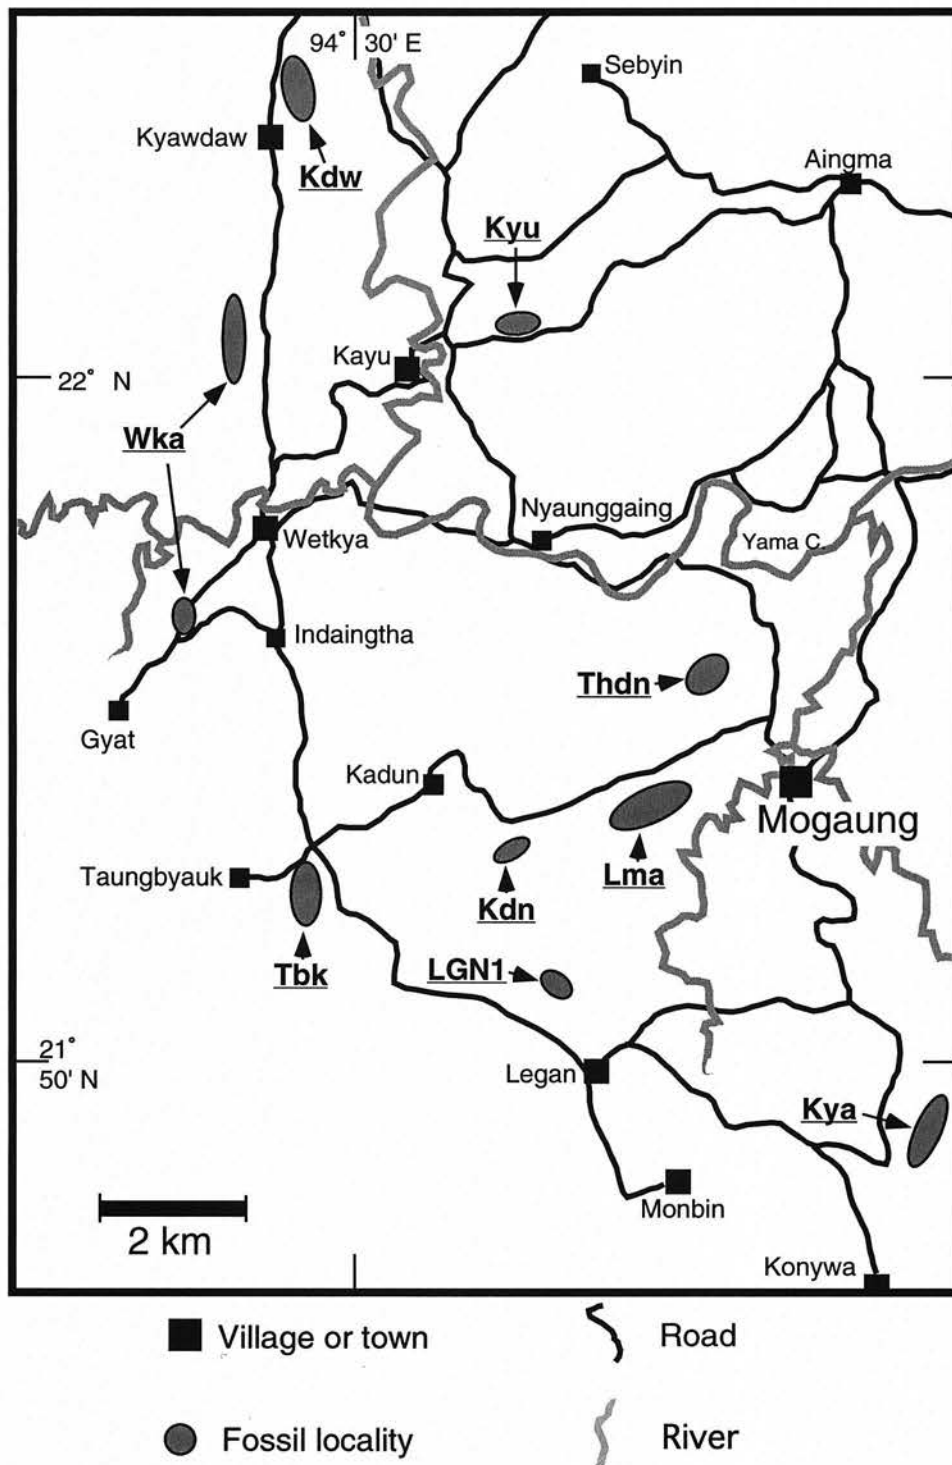 94° 30' E
Sebyin
Kyawdaw
Aingma
Kdw
Kyu
Kayu
22° N
Wka
Nyaunggaing
Wetkya
Yama C.
Indaingtha
Thdn
Gyat
Kadun
Mogaung
Taungbyauk
Lma
Kdn
Tbk
LGN1
21°
50' N
Legan
Kya
Monbin
2 km
Konywa
Village or town
Road
Fossil locality
River